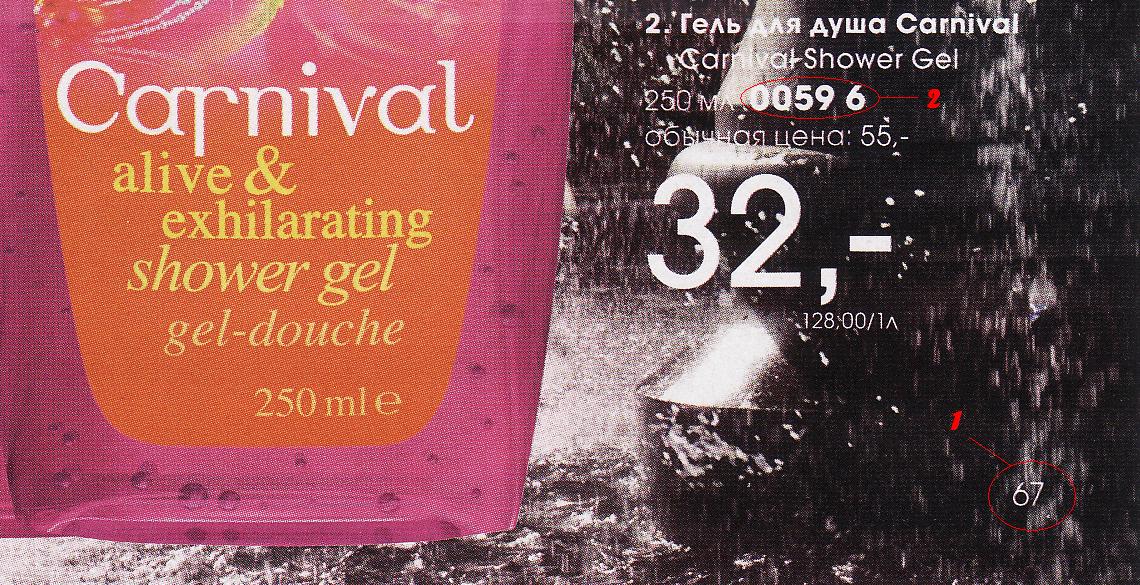 Carnival
alive &
exhilarating
shower gel
gel-douche
250 ml e
2. Гель для душа Carnival
Carnival Shower Gel
250 мл 0059 6
2
обычная цена: 55,-
32,-
128,00/1л
1
67